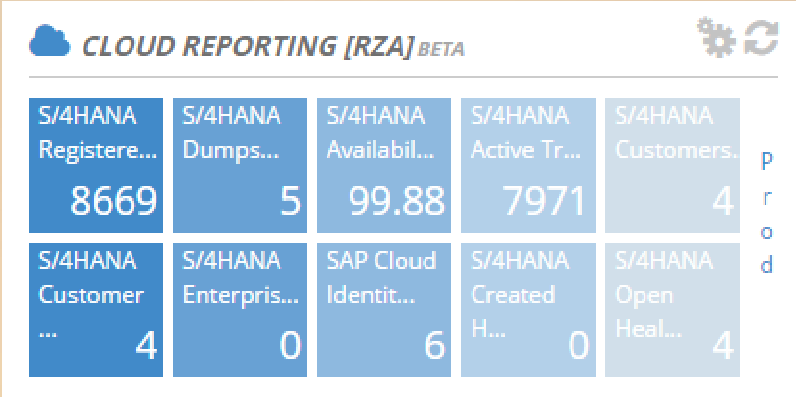 CLOUD REPORTING [RZA] BETA
S/4HANA
Registere...
8669
S/4HANA
Dumps...
5
S/4HANA
Availabil...
99.88
S/4HANA
Active Tr...
7971
S/4HANA
Customers.
4
S/4HANA
Customer
...
4
S/4HANA
Enterpris...
0
SAP Cloud
Identit...
6
S/4HANA
Created
H...
0
S/4HANA
Open
Heal...
4
P
r
o
d